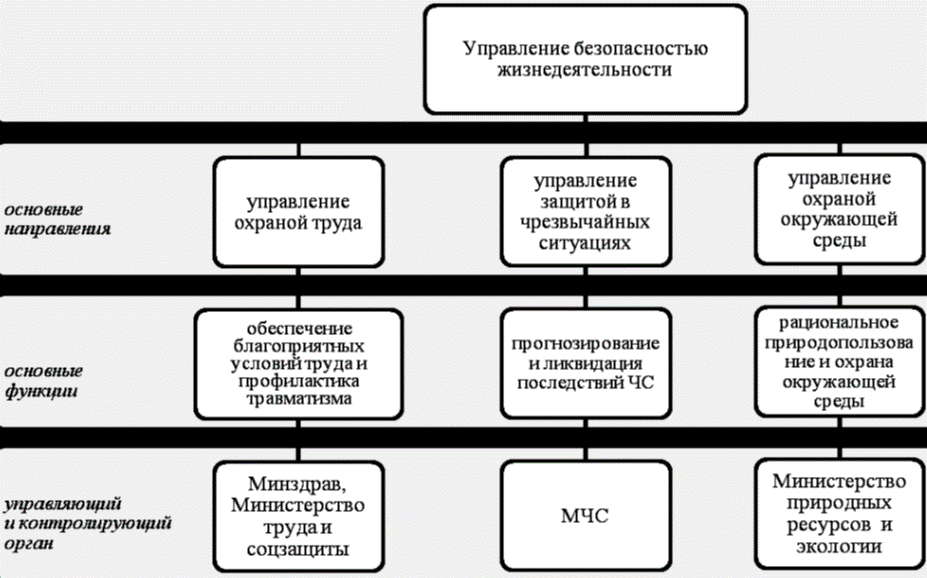 Управление безопасностью
жизнедеятельности
основные
направления
управление
охраной труда
управление
защитой в
чрезвычайных
ситуациях
управление
охраной
окружающей
среды
основные
функции
обеспечение
благоприятных
условий труда и
профилактика
травматизма
прогнозирование
и ликвидация
последствий ЧС
рациональное
природопользова
ние и охрана
окружающей
среды
управляющий
и контролирующий
орган
Минздрав,
Министерство
труда и
соцзащиты
МЧС
Министерство
природных
ресурсов и
экологии